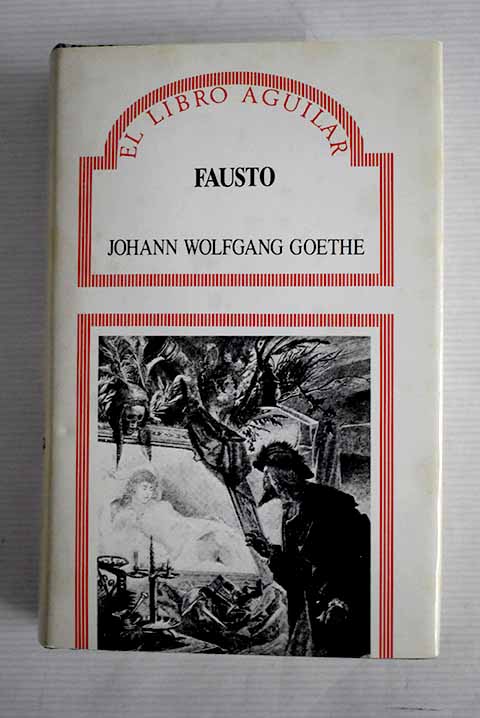 EL LIBRO AGUILAR
FAUSTO
JOHANN WOLFGANG GOETHE